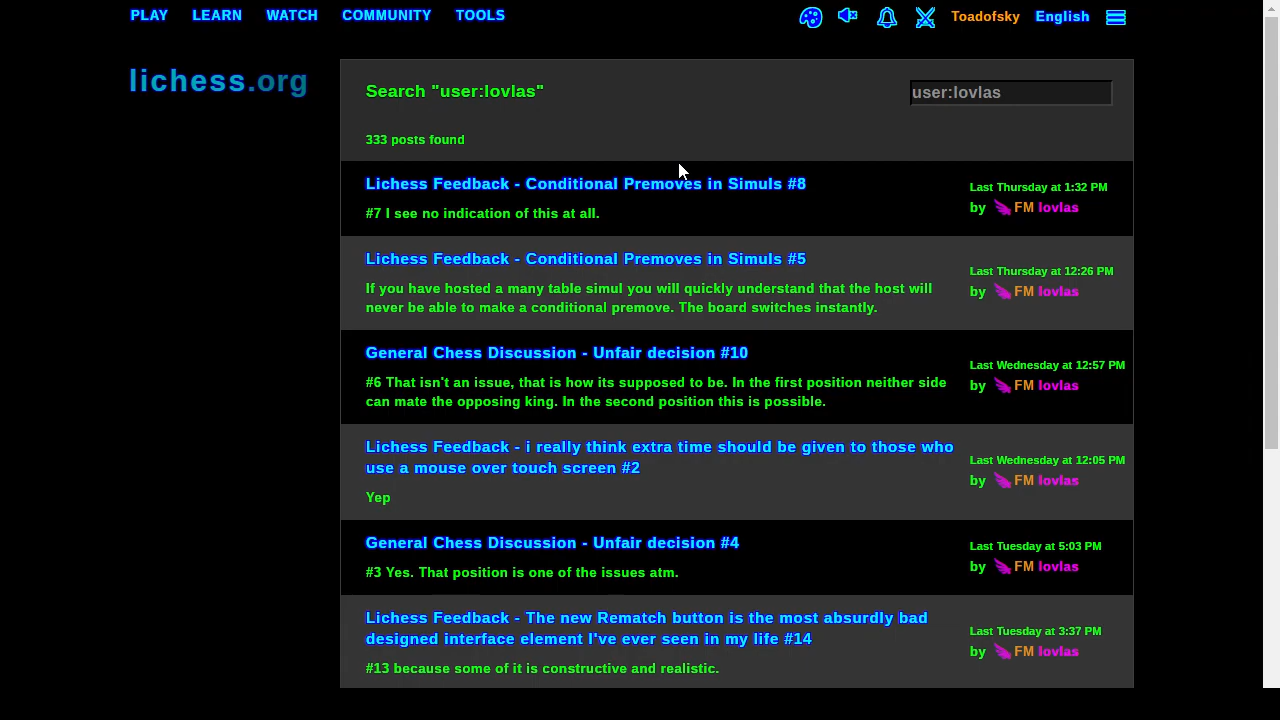 PLAY LEARN WATCH COMMUNITY TOOLS Toadofsky English
lichess.org
Search "user:lovlas" user:lovlas
333 posts found
Lichess Feedback - Conditional Premoves in Simuls #8
Last Thursday at 1:32 PM
by FM lovlas
#7 I see no indication of this at all.
Lichess Feedback - Conditional Premoves in Simuls #5
Last Thursday at 12:26 PM
by FM lovlas
If you have hosted a many table simul you will quickly understand that the host will
never be able to make a conditional premove. The board switches instantly.
General Chess Discussion - Unfair decision #10
Last Wednesday at 12:57 PM
by FM lovlas
#6 That isn't an issue, that is how its supposed to be. In the first position neither side
can mate the opposing king. In the second position this is possible.
Lichess Feedback - i really think extra time should be given to those who
use a mouse over touch screen #2
Last Wednesday at 12:05 PM
by FM lovlas
Yep
General Chess Discussion - Unfair decision #4
Last Tuesday at 5:03 PM
by FM lovlas
#3 Yes. That position is one of the issues atm.
Lichess Feedback - The new Rematch button is the most absurdly bad
designed interface element I've ever seen in my life #14
Last Tuesday at 3:37 PM
by FM lovlas
#13 because some of it is constructive and realistic.